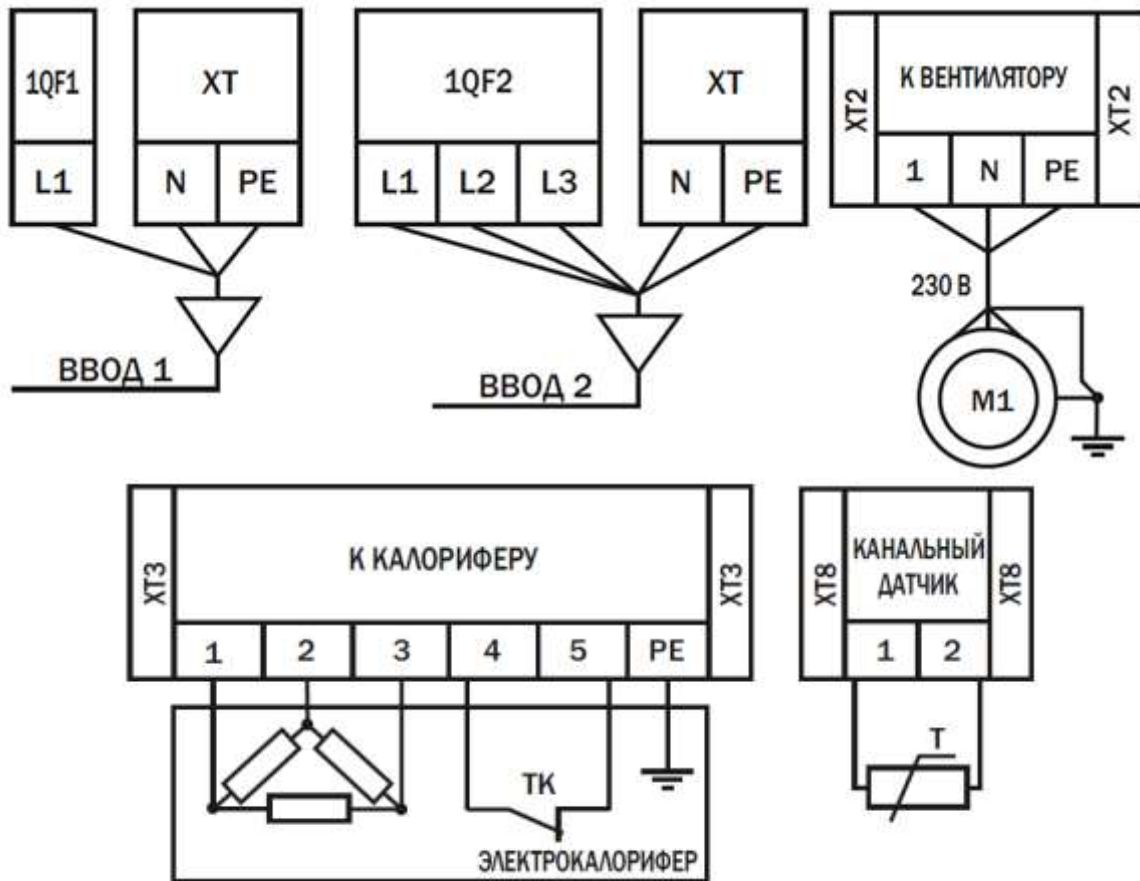 1QF1
XT
L1
N
PE
ВВОД 1
1QF2
XT
L1
L2
L3
N
PE
ВВОД 2
XT2
К ВЕНТИЛЯТОРУ
XT2
1
N
PE
230 В
M1
XT3
К КАЛОРИФЕРУ
XT3
1
2
3
4
5
PE
ТК
ЭЛЕКТРОКАЛОРИФЕР
XT8
КАНАЛЬНЫЙ
ДАТЧИК
XT8
1
2
T